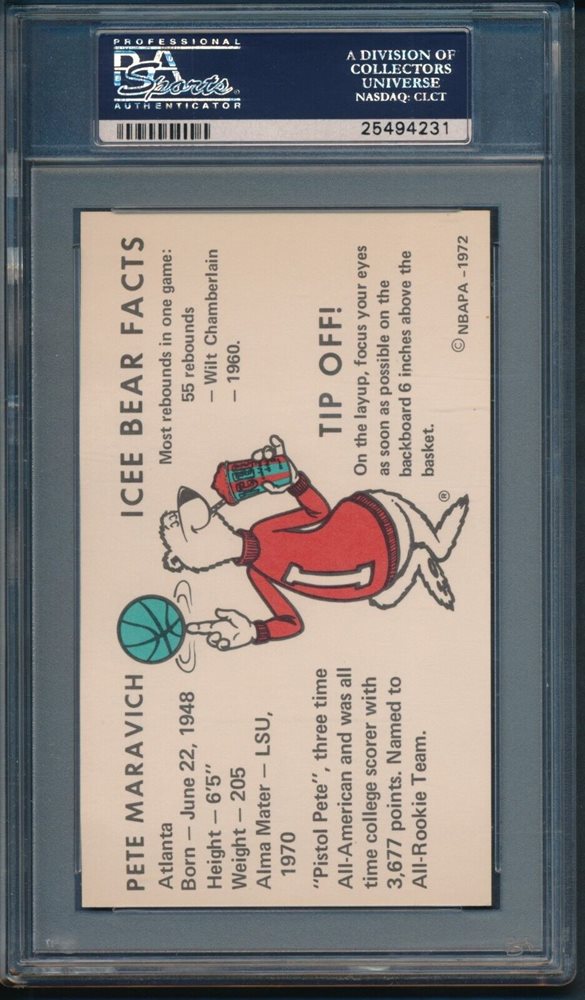 PROFESSIONAL
PSA
Sports®
AUTHENTICATOR
A DIVISION OF
COLLECTORS
UNIVERSE
NASDAQ: CLCT
25494231
PETE MARAVICH
Atlanta
Born — June 22, 1948
Height — 6'5"
Weight — 205
Alma Mater — LSU,
1970
"Pistol Pete", three time
All-American and was all
time college scorer with
3,677 points. Named to
All-Rookie Team.
ICEE BEAR FACTS
Most rebounds in one game:
55 rebounds
— Wilt Chamberlain
— 1960.
TIP OFF!
On the layup, focus your eyes
as soon as possible on the
backboard 6 inches above the
basket.
© NBAPA -1972
ICEE
I
®